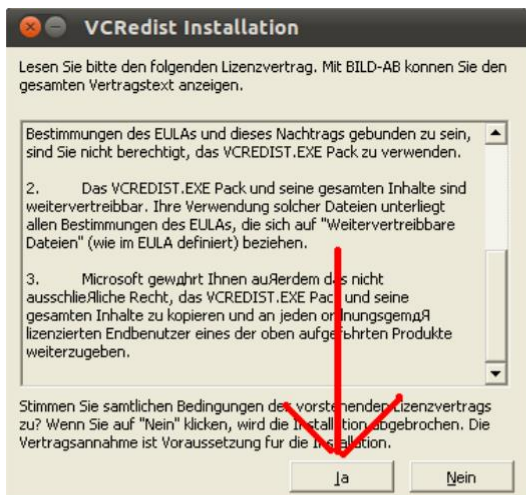 VCRedist Installation
Lesen Sie bitte den folgenden Lizenzvertrag. Mit BILD-AB konnen Sie den
gesamten Vertragstext anzeigen.
Bestimmungen des EULAs und dieses Nachtrags gebunden zu sein,
sind Sie nicht berechtigt, das VCREDIST.EXE Pack zu verwenden.
2. Das VCREDIST.EXE Pack und seine gesamten Inhalte sind
weitervertreibbar. Ihre Verwendung solcher Dateien unterliegt
allen Bestimmungen des EULAs, die sich auf "Weitervertreibbare
Dateien" (wie im EULA definiert) beziehen.
3. Microsoft gewдhrt Ihnen auЯerdem das nicht
ausschlieЯliche Recht, das VCREDIST.EXE Pack und seine
gesamten Inhalte zu kopieren und an jeden ordnungsgemдЯ
lizenzierten Endbenutzer eines der oben aufgefьhrten Produkte
weiterzugeben.
Stimmen Sie samtlichen Bedingungen des vorstehenden Lizenzvertrags
zu? Wenn Sie auf "Nein" klicken, wird die Installation abgebrochen. Die
Vertragsannahme ist Voraussetzung fur die Installation.
Ja
Nein